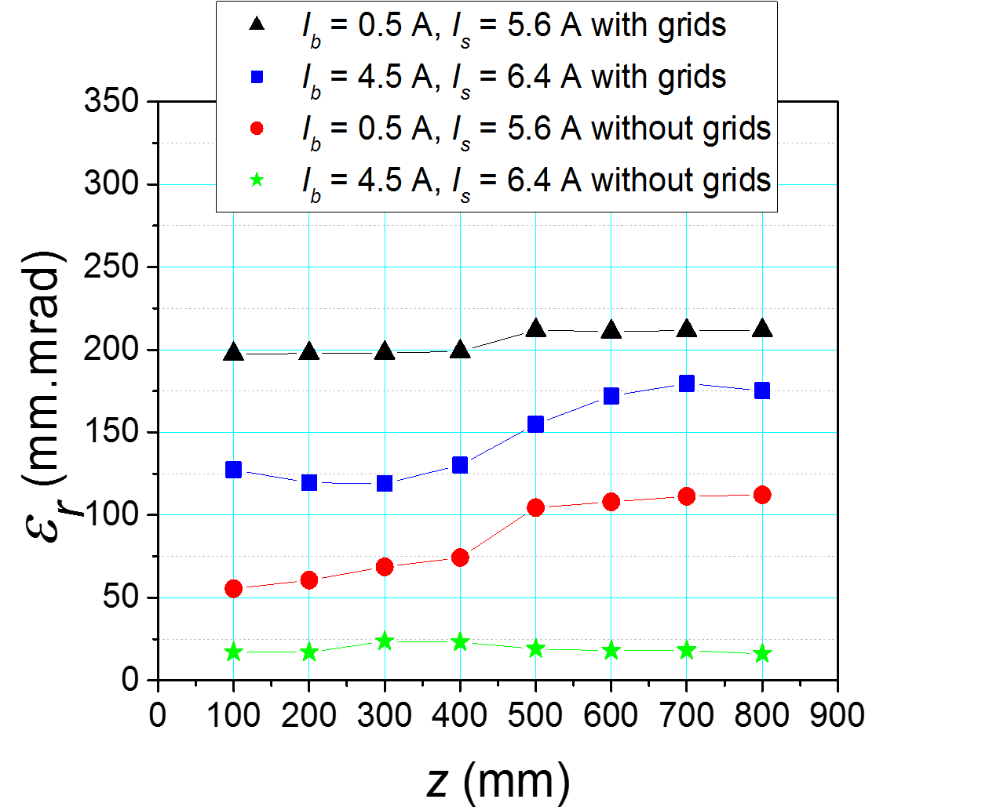 I_b = 0.5 A, I_s = 5.6 A with grids
I_b = 4.5 A, I_s = 6.4 A with grids
I_b = 0.5 A, I_s = 5.6 A without grids
I_b = 4.5 A, I_s = 6.4 A without grids
350
300
250
200
150
100
50
0
ε_r (mm.mrad)
0 100 200 300 400 500 600 700 800 900
z (mm)